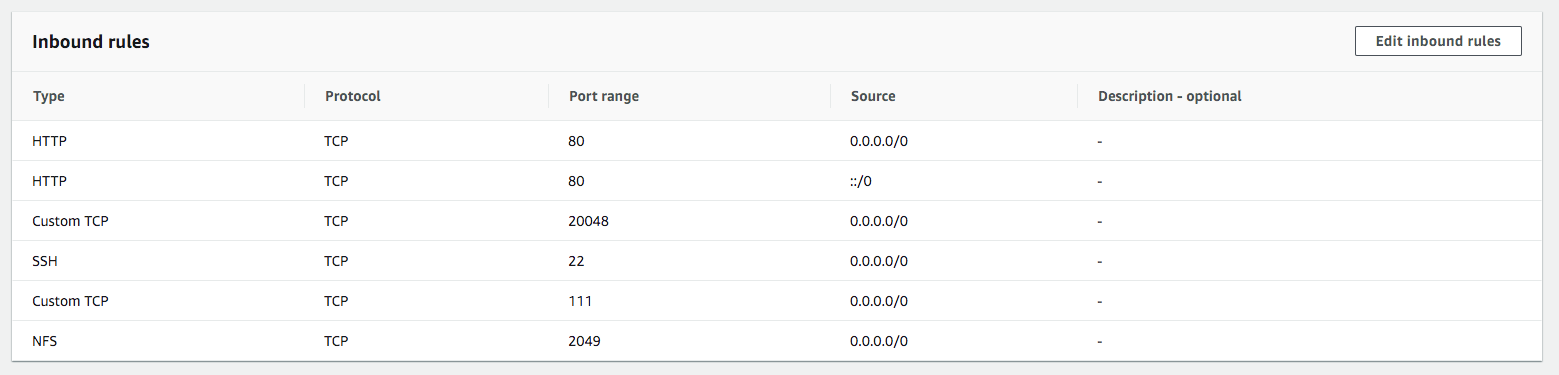 Inbound rules Edit inbound rules
Type Protocol Port range Source Description - optional
HTTP TCP 80 0.0.0.0/0 -
HTTP TCP 80 ::/0 -
Custom TCP TCP 20048 0.0.0.0/0 -
SSH TCP 22 0.0.0.0/0 -
Custom TCP TCP 111 0.0.0.0/0 -
NFS TCP 2049 0.0.0.0/0 -